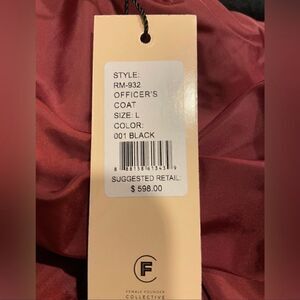 STYLE:
RM-932
OFFICER'S
COAT
SIZE: L
COLOR:
001 BLACK
SUGGESTED RETAIL:
$ 598.00
F
FEMALE FOUNDER
COLLECTIVE